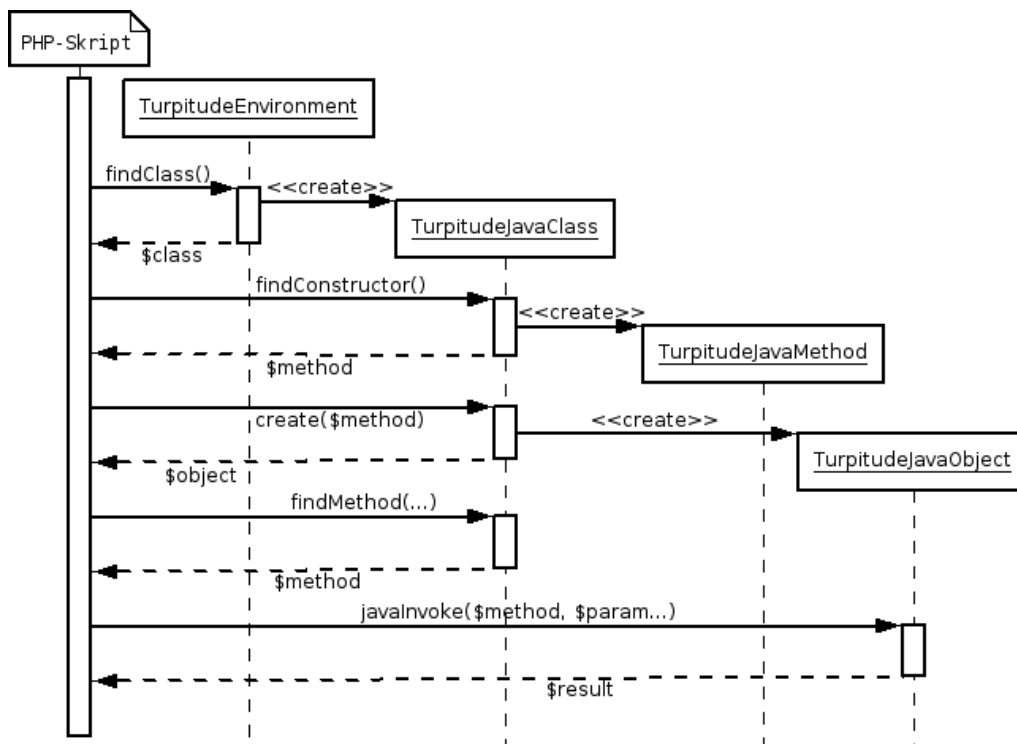 PHP-Skript
TurpitudeEnvironment
findClass()
<<create>>
TurpitudeJavaClass
$class
findConstructor()
<<create>>
TurpitudeJavaMethod
$method
create($method)
<<create>>
TurpitudeJavaObject
$object
findMethod(...)
$method
javaInvoke($method, $param...)
$result